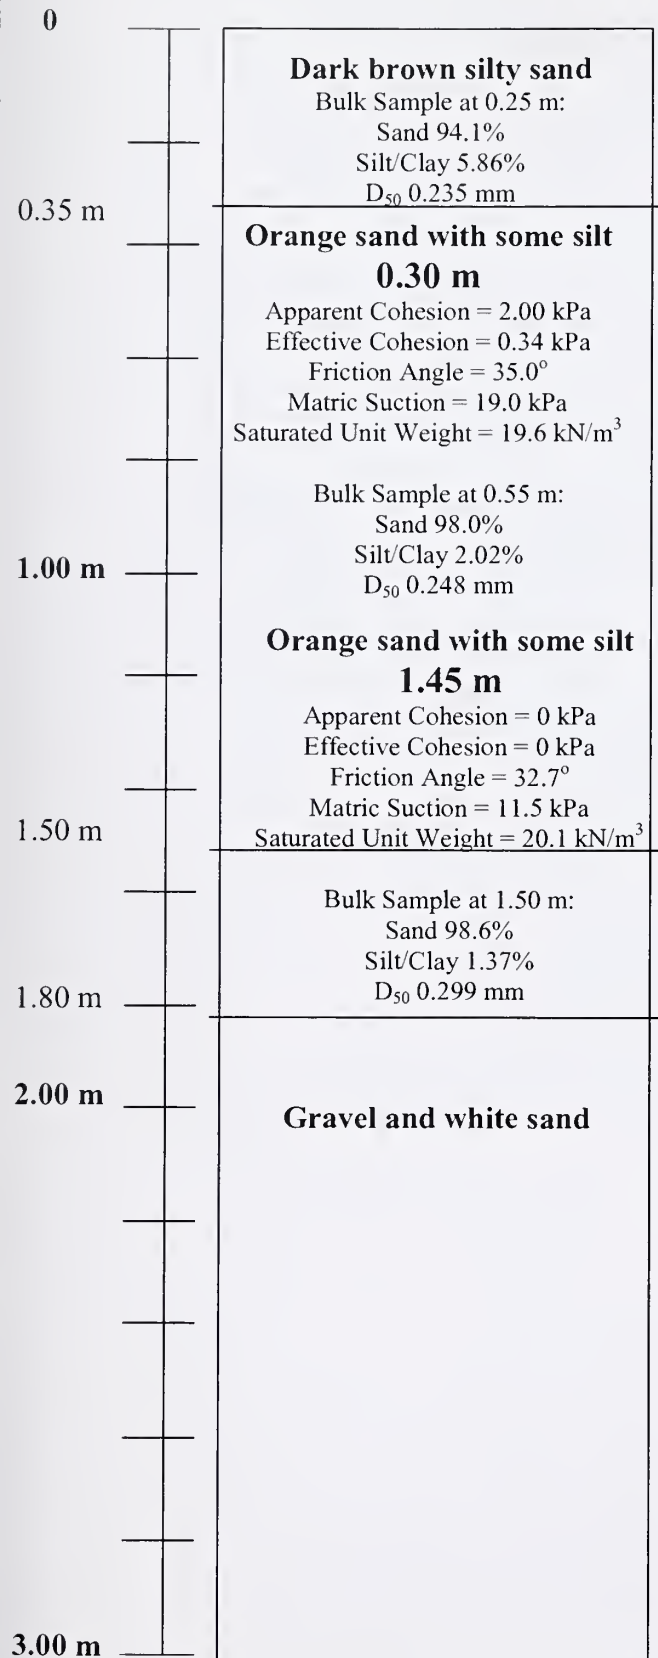 0
Dark brown silty sand
Bulk Sample at 0.25 m:
Sand 94.1%
Silt/Clay 5.86%
D₅₀ 0.235 mm
0.35 m
Orange sand with some silt
0.30 m
Apparent Cohesion = 2.00 kPa
Effective Cohesion = 0.34 kPa
Friction Angle = 35.0°
Matric Suction = 19.0 kPa
Saturated Unit Weight = 19.6 kN/m³
Bulk Sample at 0.55 m:
Sand 98.0%
Silt/Clay 2.02%
1.00 m
D₅₀ 0.248 mm
Orange sand with some silt
1.45 m
Apparent Cohesion = 0 kPa
Effective Cohesion = 0 kPa
Friction Angle = 32.7°
Matric Suction = 11.5 kPa
1.50 m
Saturated Unit Weight = 20.1 kN/m³
Bulk Sample at 1.50 m:
Sand 98.6%
Silt/Clay 1.37%
D₅₀ 0.299 mm
1.80 m
2.00 m
Gravel and white sand
3.00 m